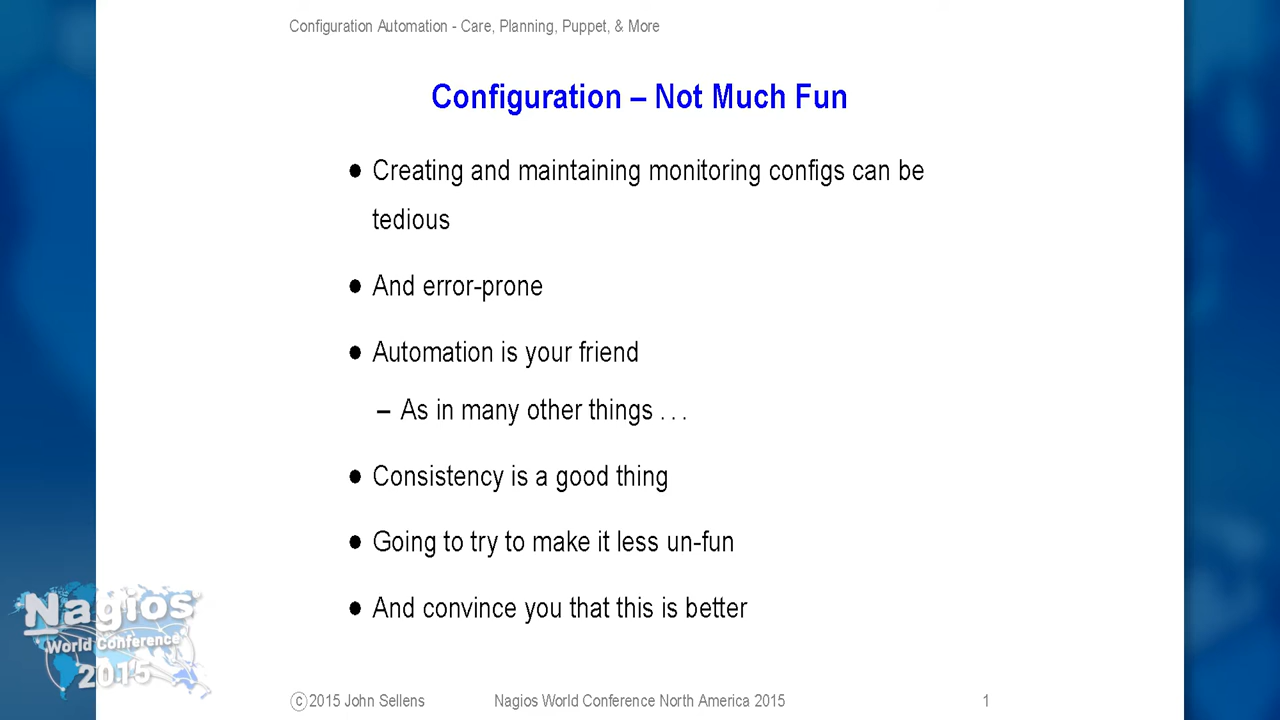 Configuration Automation - Care, Planning, Puppet, & More
Configuration – Not Much Fun
● Creating and maintaining monitoring configs can be
tedious
● And error-prone
● Automation is your friend
– As in many other things . . .
● Consistency is a good thing
● Going to try to make it less un-fun
● And convince you that this is better
Nagios
World Conference
2015
©2015 John Sellens Nagios World Conference North America 2015 1